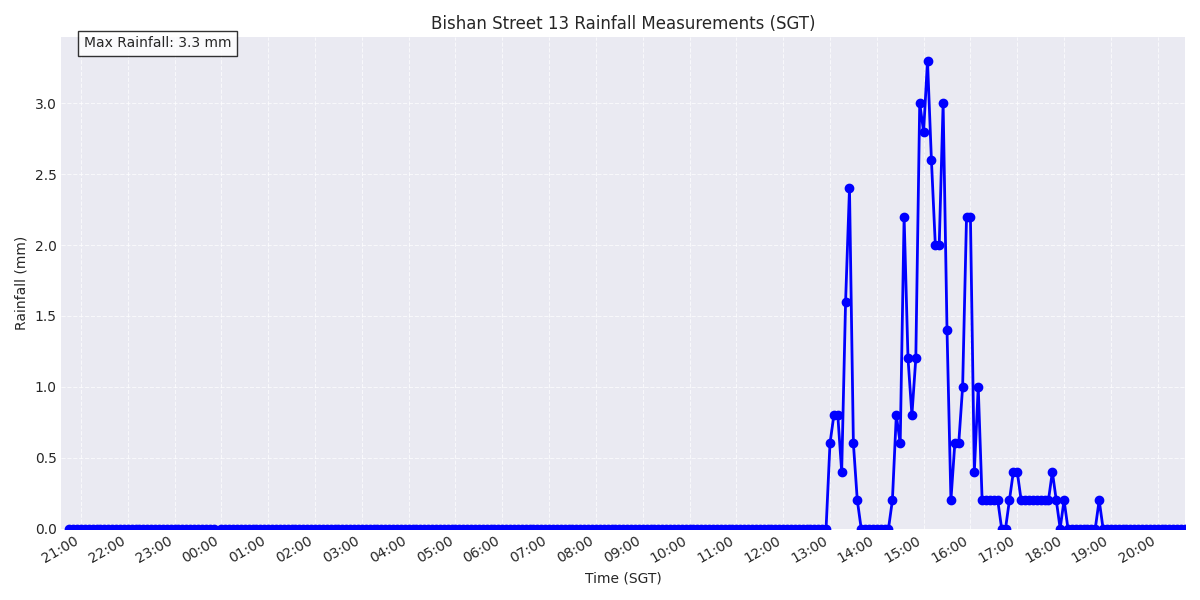 Bishan Street 13 Rainfall Measurements (SGT)
Max Rainfall: 3.3 mm
Rainfall (mm)
3.0
2.5
2.0
1.5
1.0
0.5
0.0
21:00 22:00 23:00 00:00 01:00 02:00 03:00 04:00 05:00 06:00 07:00 08:00 09:00 10:00 11:00 12:00 13:00 14:00 15:00 16:00 17:00 18:00 19:00 20:00
Time (SGT)